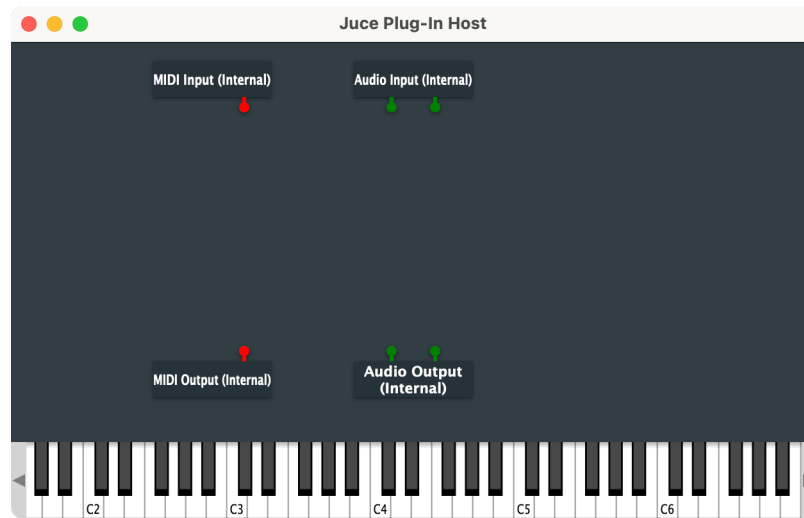 Juce Plug-In Host
MIDI Input (Internal)
Audio Input (Internal)
MIDI Output (Internal)
Audio Output
(Internal)
C2
C3
C4
C5
C6